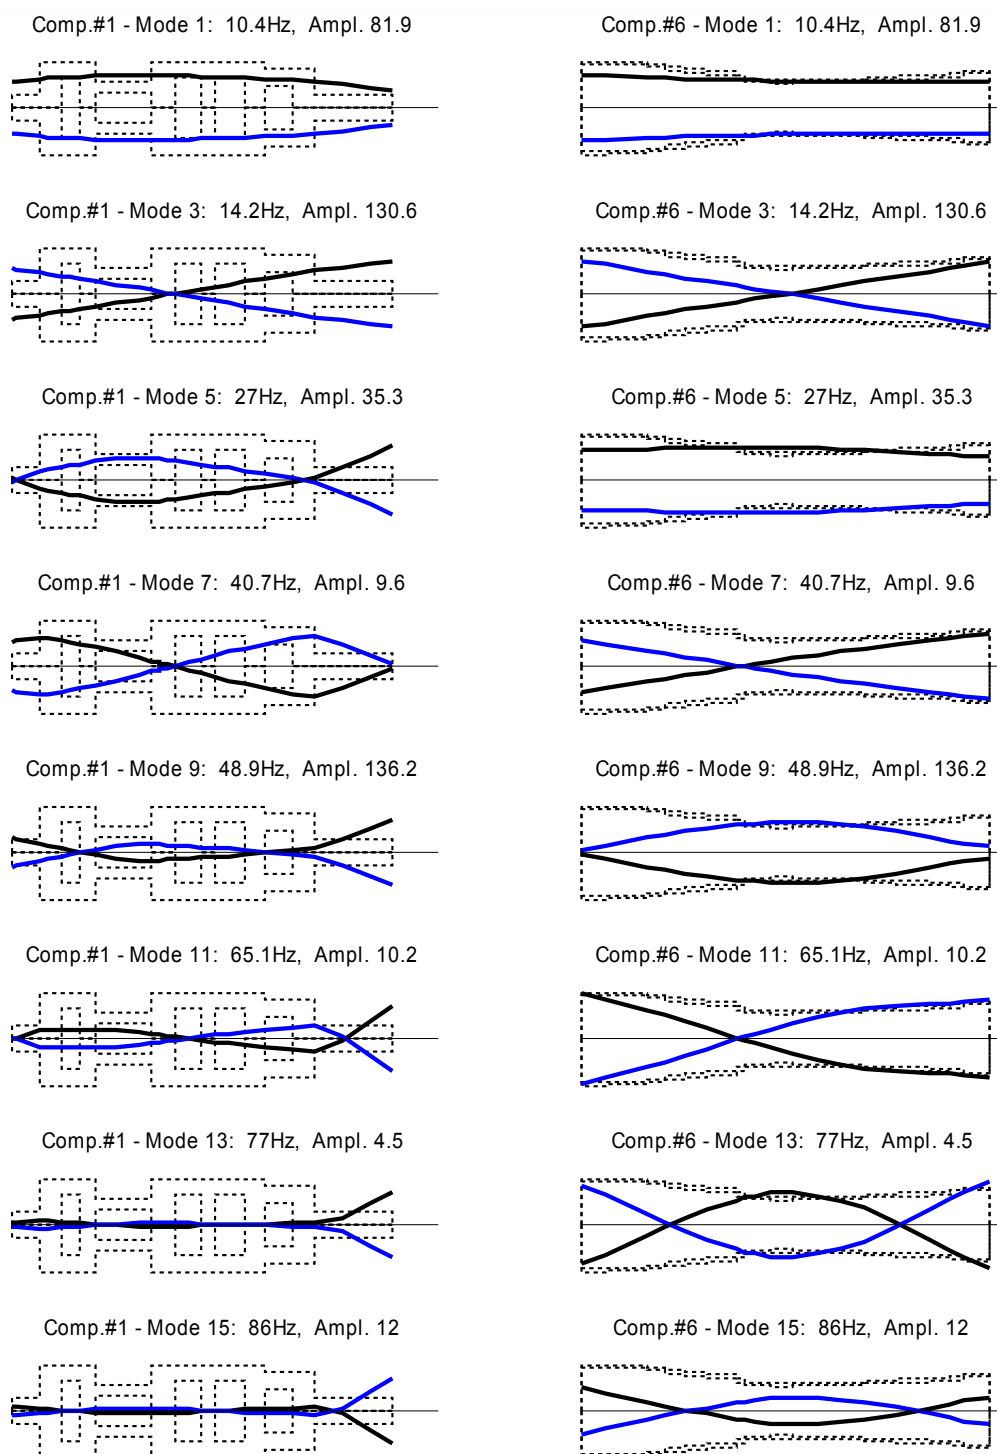 Comp.#1 - Mode 1:  10.4Hz,  Ampl. 81.9
Comp.#6 - Mode 1:  10.4Hz,  Ampl. 81.9
Comp.#1 - Mode 3:  14.2Hz,  Ampl. 130.6
Comp.#6 - Mode 3:  14.2Hz,  Ampl. 130.6
Comp.#1 - Mode 5:  27Hz,  Ampl. 35.3
Comp.#6 - Mode 5:  27Hz,  Ampl. 35.3
Comp.#1 - Mode 7:  40.7Hz,  Ampl. 9.6
Comp.#6 - Mode 7:  40.7Hz,  Ampl. 9.6
Comp.#1 - Mode 9:  48.9Hz,  Ampl. 136.2
Comp.#6 - Mode 9:  48.9Hz,  Ampl. 136.2
Comp.#1 - Mode 11:  65.1Hz,  Ampl. 10.2
Comp.#6 - Mode 11:  65.1Hz,  Ampl. 10.2
Comp.#1 - Mode 13:  77Hz,  Ampl. 4.5
Comp.#6 - Mode 13:  77Hz,  Ampl. 4.5
Comp.#1 - Mode 15:  86Hz,  Ampl. 12
Comp.#6 - Mode 15:  86Hz,  Ampl. 12